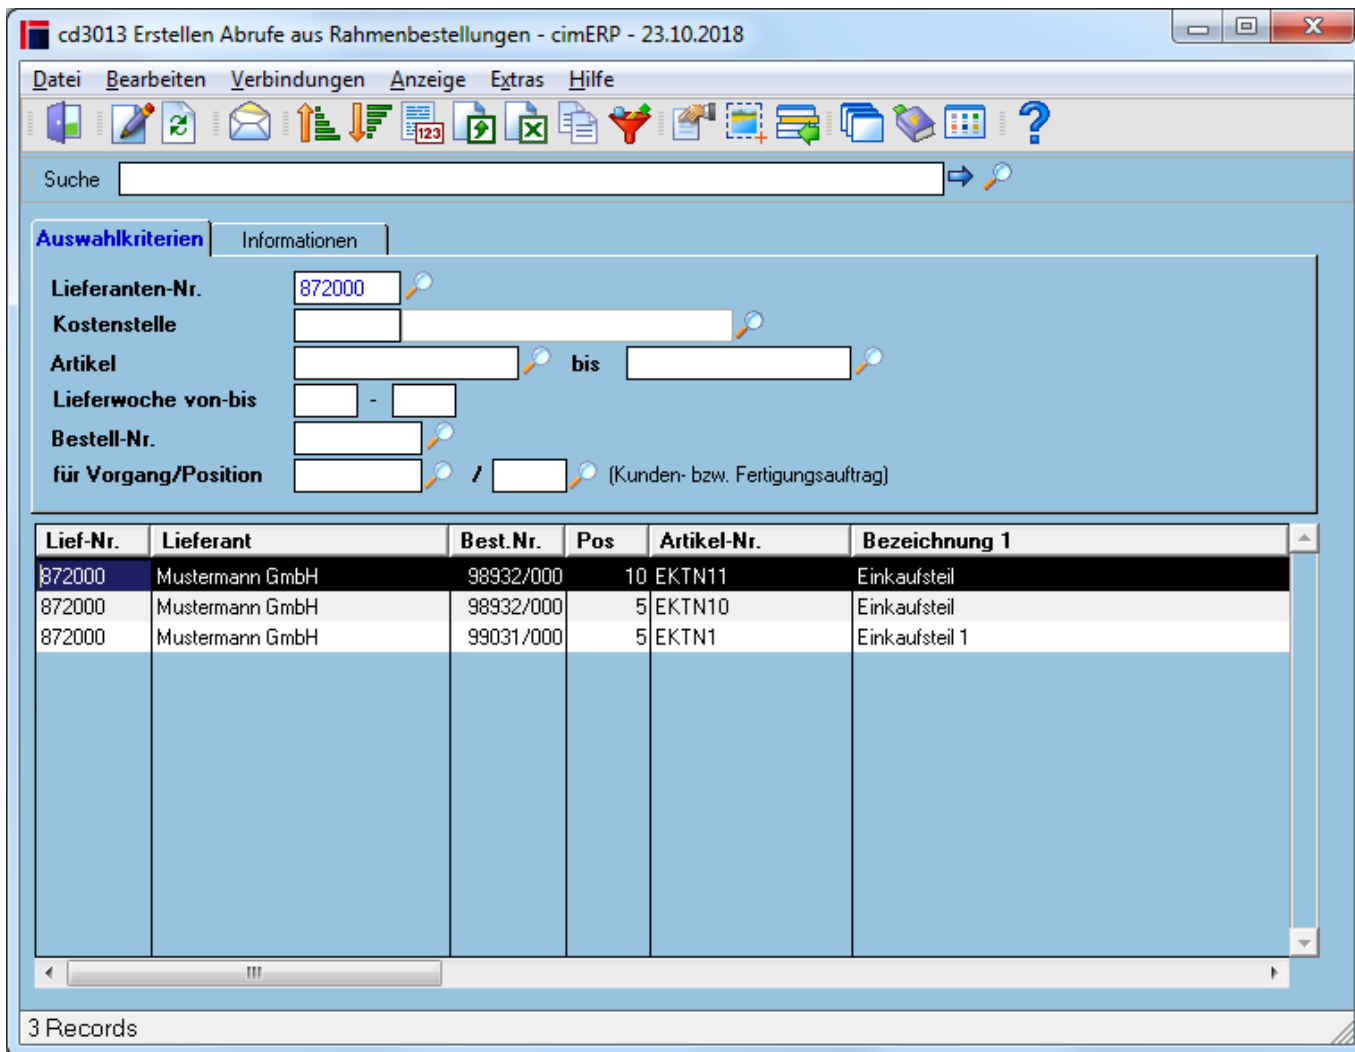 cd3013 Erstellen Abrufe aus Rahmenbestellungen - cimERP - 23.10.2018
Datei Bearbeiten Verbindungen Anzeige Extras Hilfe
123
Suche
Auswahlkriterien Informationen
Lieferanten-Nr. 872000
Kostenstelle
Artikel bis
Lieferwoche von-bis -
Bestell-Nr.
für Vorgang/Position / (Kunden- bzw. Fertigungsauftrag)
Lief-Nr. Lieferant Best.Nr. Pos Artikel-Nr. Bezeichnung 1
872000 Mustermann GmbH 98932/000 10 EKTN11 Einkaufsteil
872000 Mustermann GmbH 98932/000 5 EKTN10 Einkaufsteil
872000 Mustermann GmbH 99031/000 5 EKTN1 Einkaufsteil 1
3 Records